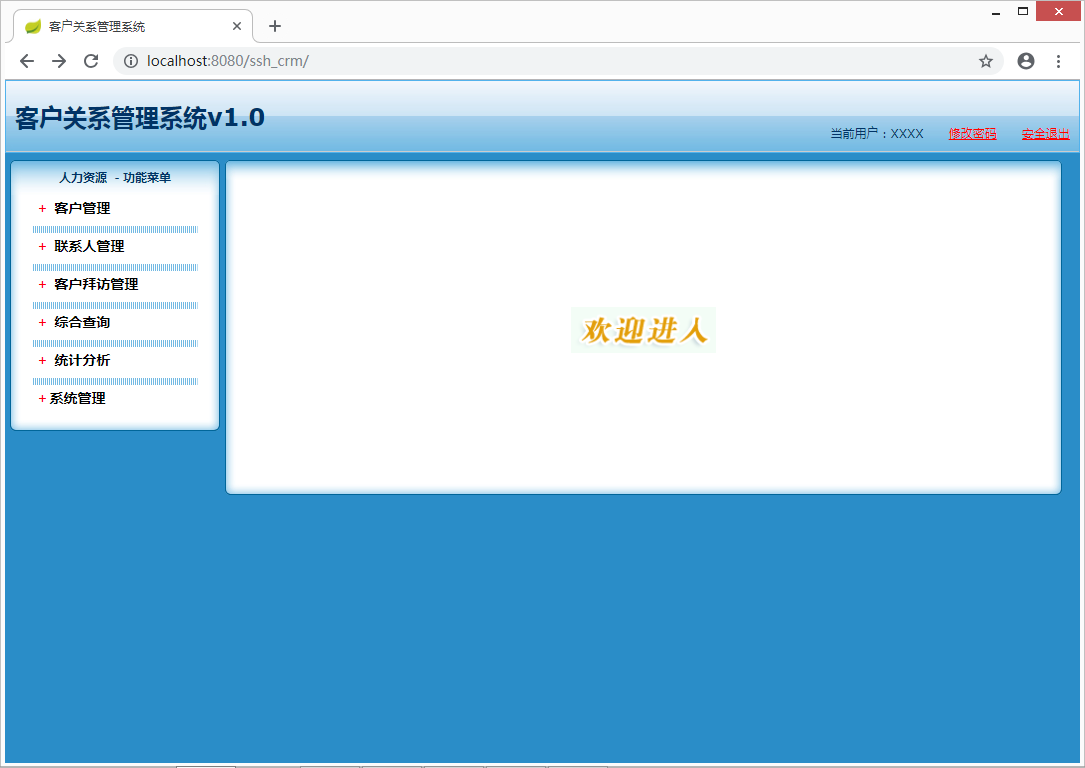 客户关系管理系统
localhost:8080/ssh_crm/
客户关系管理系统v1.0
当前用户：XXXX 修改密码 安全退出
人力资源 - 功能菜单
+ 客户管理
+ 联系人管理
+ 客户拜访管理
+ 综合查询
+ 统计分析
+ 系统管理
欢迎进人